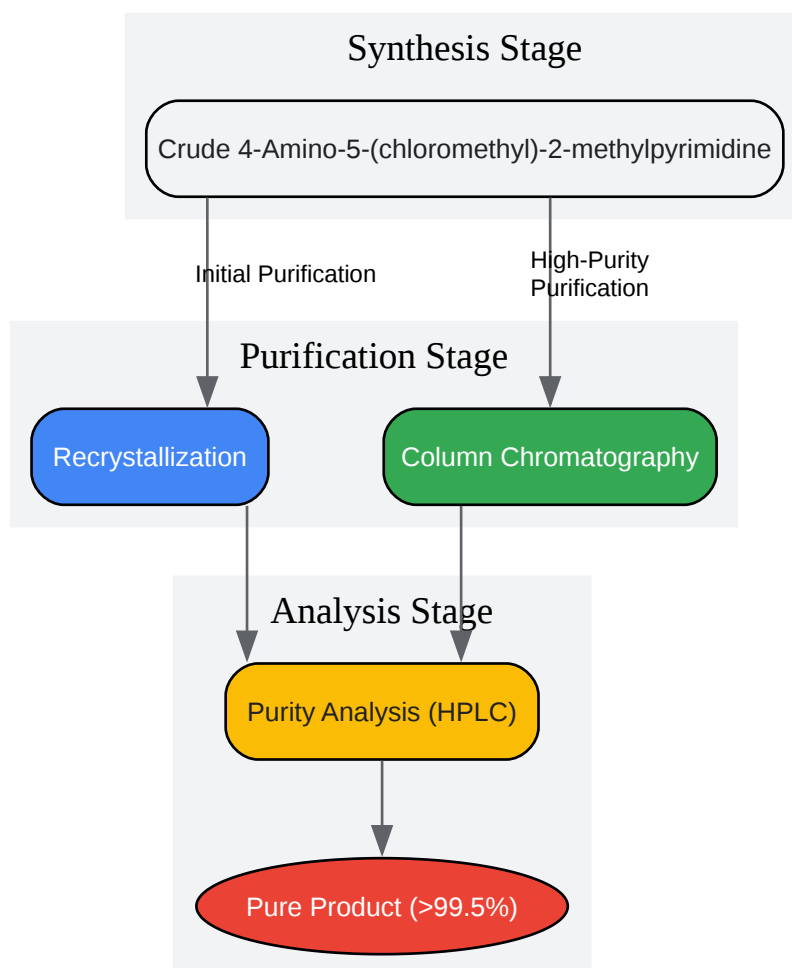 Synthesis Stage
Crude 4-Amino-5-(chloromethyl)-2-methylpyrimidine
Initial Purification
High-Purity
Purification
Purification Stage
Recrystallization
Column Chromatography
Analysis Stage
Purity Analysis (HPLC)
Pure Product (>99.5%)